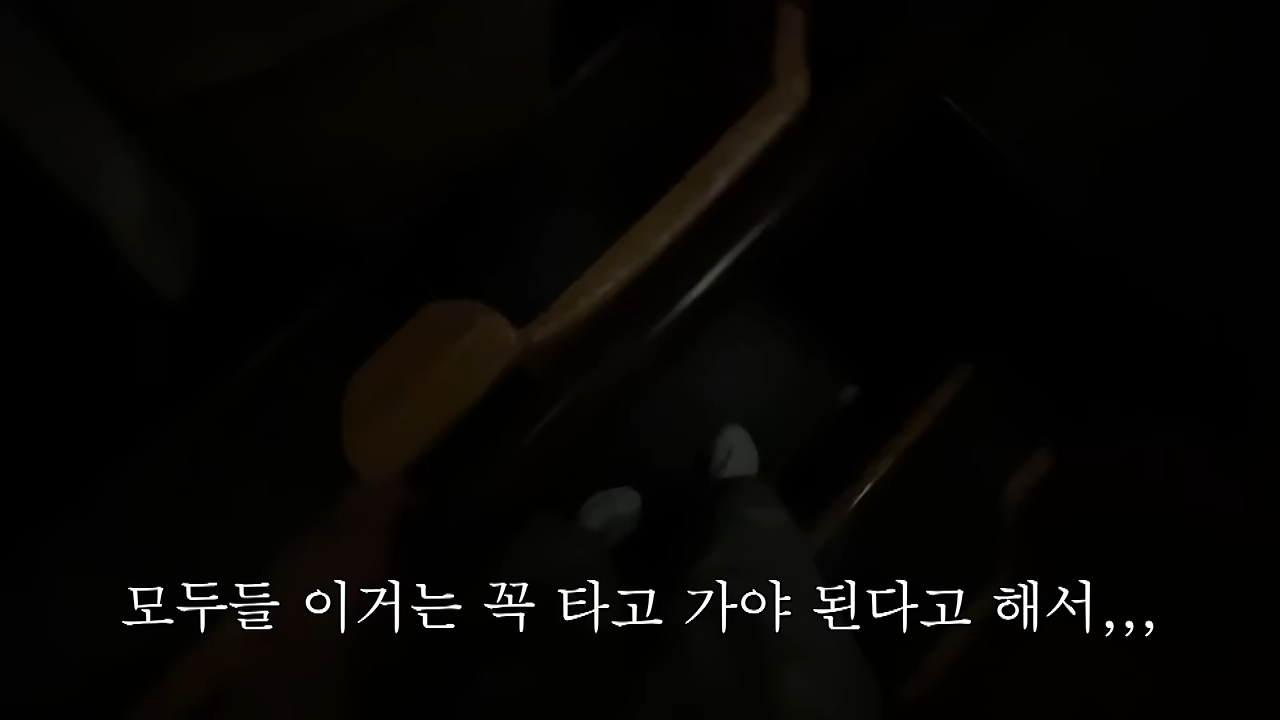 모두들 이거는 꼭 타고 가야 된다고 해서,,,